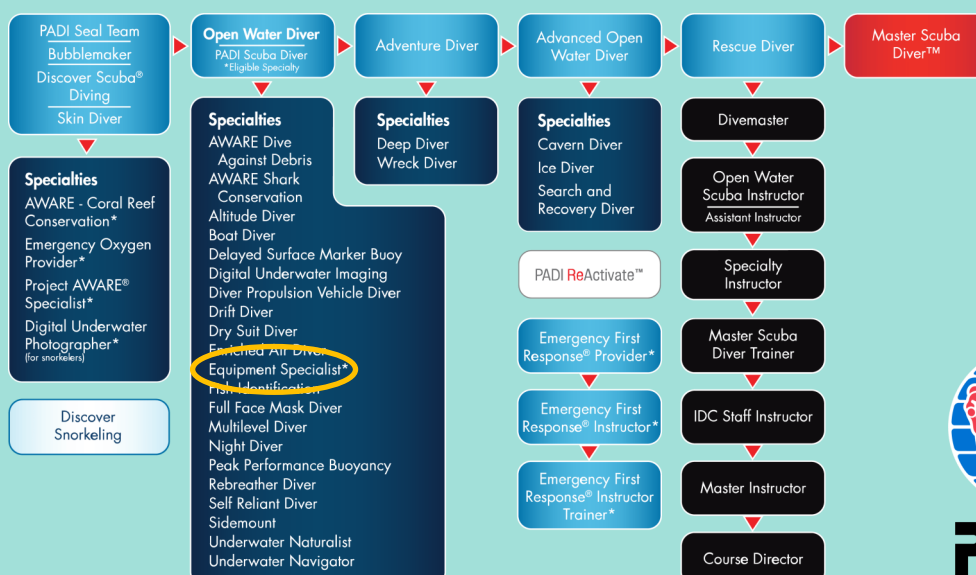 PADI Seal Team
Bubblemaker
Discover Scuba®
Diving
Skin Diver
Open Water Diver
PADI Scuba Diver
*Eligible Specialty
Adventure Diver
Advanced Open
Water Diver
Rescue Diver
Master Scuba
Diver™
Specialties
AWARE - Coral Reef
Conservation*
Emergency Oxygen
Provider*
Project AWARE®
Specialist*
Digital Underwater
Photographer*
(for snorkelers)
Discover
Snorkeling
Specialties
AWARE Dive
Against Debris
AWARE Shark
Conservation
Altitude Diver
Boat Diver
Delayed Surface Marker Buoy
Digital Underwater Imaging
Diver Propulsion Vehicle Diver
Drift Diver
Dry Suit Diver
Enriched Air Diver
Equipment Specialist*
Fish Identification
Full Face Mask Diver
Multilevel Diver
Night Diver
Peak Performance Buoyancy
Rebreather Diver
Self Reliant Diver
Sidemount
Underwater Naturalist
Underwater Navigator
Specialties
Deep Diver
Wreck Diver
Specialties
Cavern Diver
Ice Diver
Search and
Recovery Diver
PADI ReActivate™
Emergency First
Response® Provider*
Emergency First
Response® Instructor*
Emergency First
Response® Instructor
Trainer*
Divemaster
Open Water
Scuba Instructor
Assistant Instructor
Specialty
Instructor
Master Scuba
Diver Trainer
IDC Staff Instructor
Master Instructor
Course Director